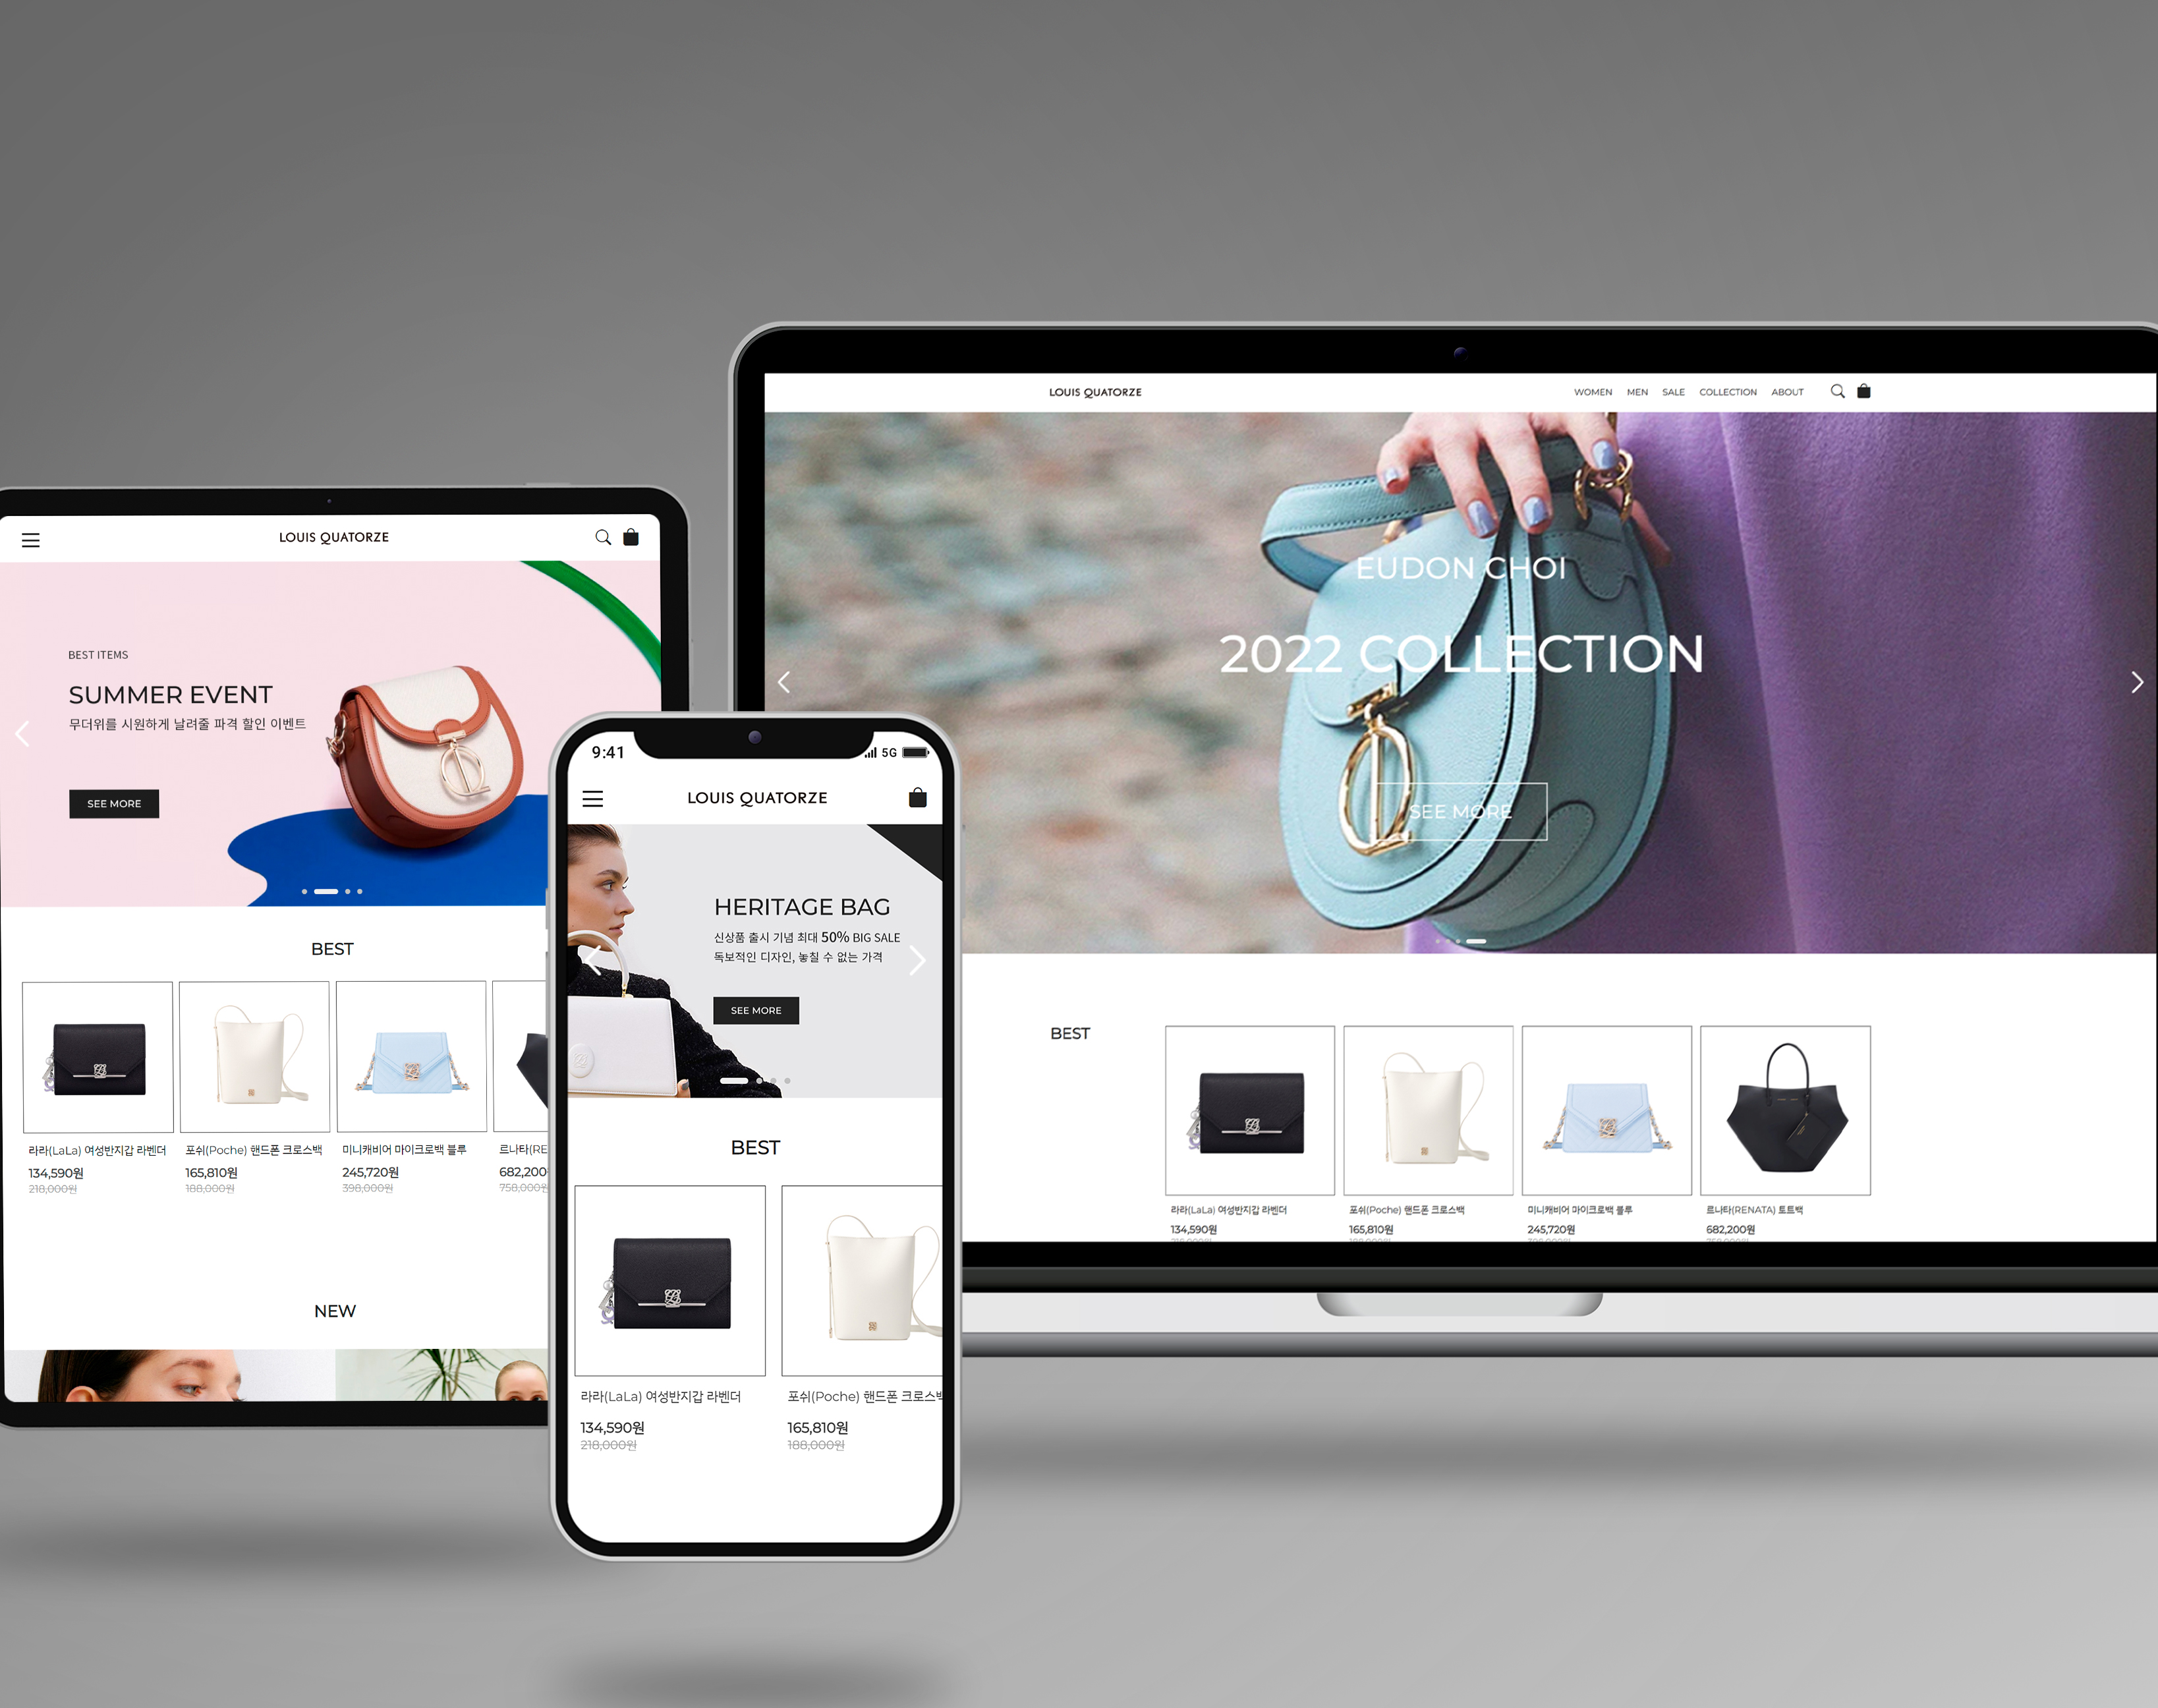 LOUIS QUATORZE
BEST ITEMS
SUMMER EVENT
무더위를 시원하게 날려줄 파격 할인 이벤트
SEE MORE
BEST
라라(LaLa) 여성반지갑 라벤더
134,590원
218,000원
포쉬(Poche) 핸드폰 크로스백
165,810원
188,000원
미니캐비어 마이크로백 블루
245,720원
398,000원
르나타(RE
682,200
758,000원
NEW
9:41
5G
LOUIS QUATORZE
HERITAGE BAG
신상품 출시 기념 최대 50% BIG SALE
독보적인 디자인, 놓칠 수 없는 가격
SEE MORE
BEST
라라(LaLa) 여성반지갑 라벤더
134,590원
218,000원
포쉬(Poche) 핸드폰 크로스백
165,810원
188,000원
LOUIS QUATORZE
WOMEN MEN SALE COLLECTION ABOUT
EUDON CHOI
2022 COLLECTION
SEE MORE
BEST
라라(LaLa) 여성반지갑 라벤더
134,590원
포쉬(Poche) 핸드폰 크로스백
165,810원
미니캐비어 마이크로백 블루
245,720원
르나타(RENATA) 토트백
682,200원